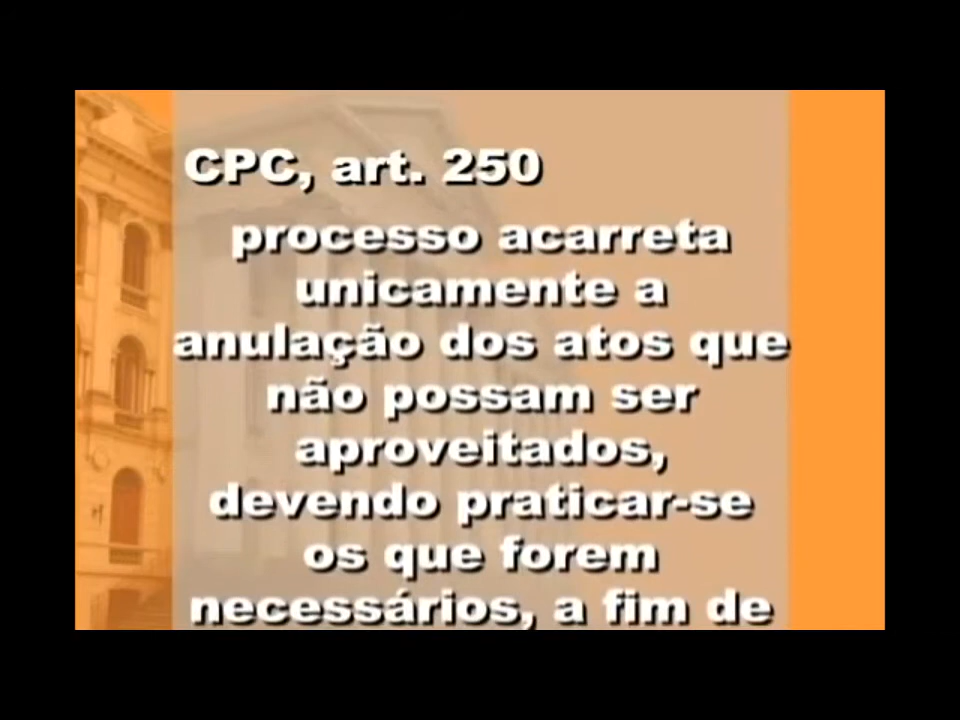 CPC, art. 250
processo acarreta
unicamente a
anulação dos atos que
não possam ser
aproveitados,
devendo praticar-se
os que forem
necessários, a fim de